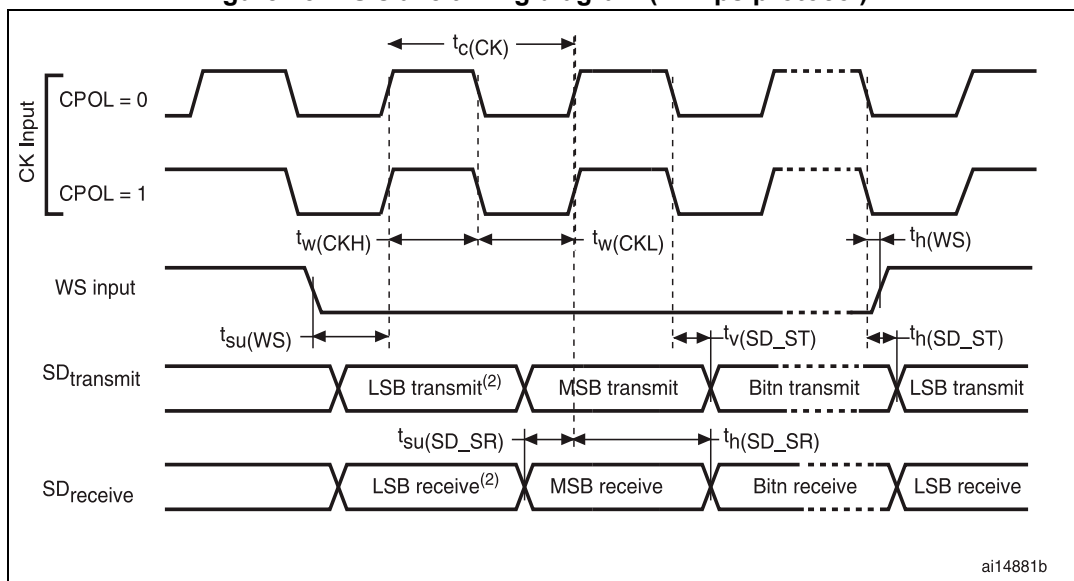 t_c(CK)
CK Input
CPOL = 0
CPOL = 1
t_w(CKH)
t_w(CKL)
t_h(WS)
WS input
t_su(WS)
t_v(SD_ST)
t_h(SD_ST)
SD_transmit
LSB transmit(2)
MSB transmit
Bitn transmit
LSB transmit
t_su(SD_SR)
t_h(SD_SR)
SD_receive
LSB receive(2)
MSB receive
Bitn receive
LSB receive
ai14881b